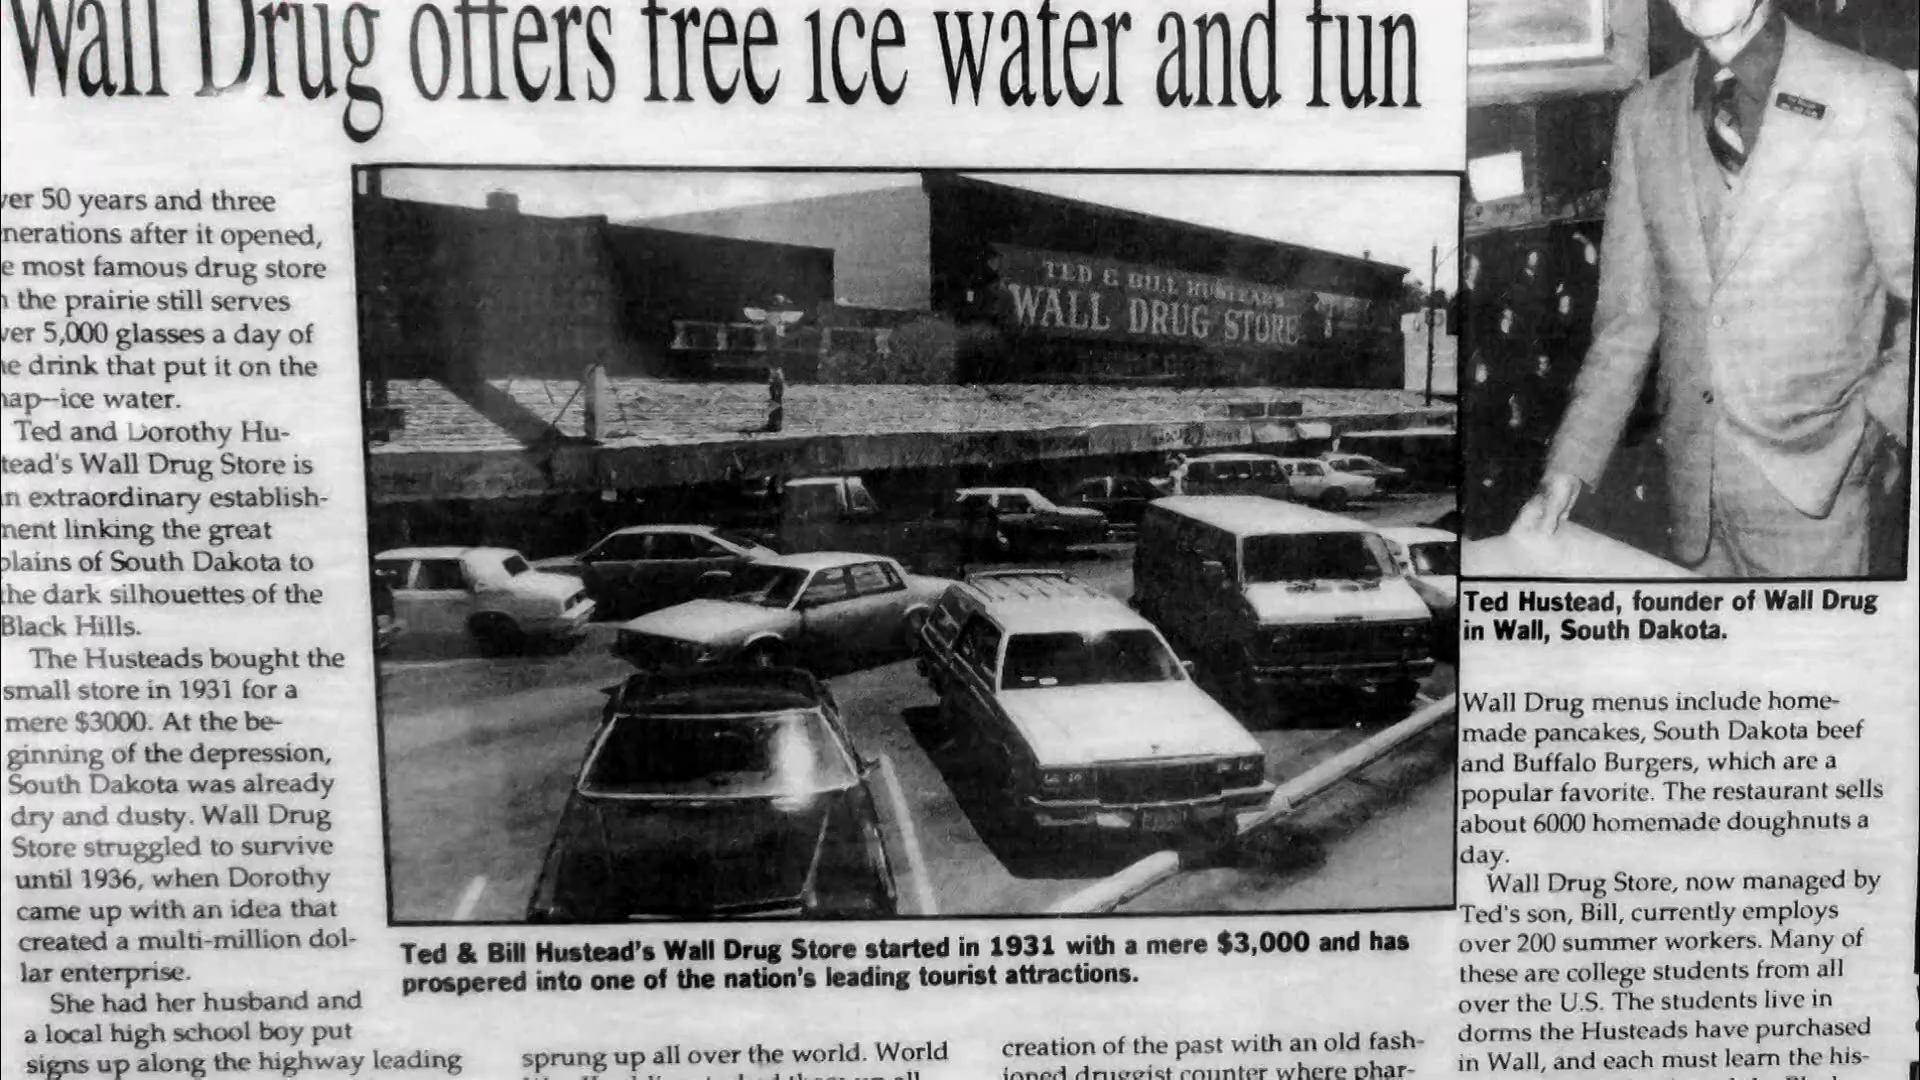 Wall Drug offers free ice water and fun
ver 50 years and three
nerations after it opened,
e most famous drug store
n the prairie still serves
ver 5,000 glasses a day of
e drink that put it on the
nap—ice water.
Ted and Dorothy Hu-
tead's Wall Drug Store is
n extraordinary establish-
ment linking the great
plains of South Dakota to
the dark silhouettes of the
Black Hills.
The Husteads bought the
small store in 1931 for a
mere $3000. At the be-
ginning of the depression,
South Dakota was already
dry and dusty. Wall Drug
Store struggled to survive
until 1936, when Dorothy
came up with an idea that
created a multi-million dol-
lar enterprise.
She had her husband and
a local high school boy put
signs up along the highway leading
TED & BILL HUSTEAD'S
WALL DRUG STORE
Ted & Bill Hustead's Wall Drug Store started in 1931 with a mere $3,000 and has
prospered into one of the nation's leading tourist attractions.
sprung up all over the world. World
creation of the past with an old fash-
ioned druggist counter where phar-
Ted Hustead, founder of Wall Drug
in Wall, South Dakota.
Wall Drug menus include home-
made pancakes, South Dakota beef
and Buffalo Burgers, which are a
popular favorite. The restaurant sells
about 6000 homemade doughnuts a
day.
Wall Drug Store, now managed by
Ted's son, Bill, currently employs
over 200 summer workers. Many of
these are college students from all
over the U.S. The students live in
dorms the Husteads have purchased
in Wall, and each must learn the his-